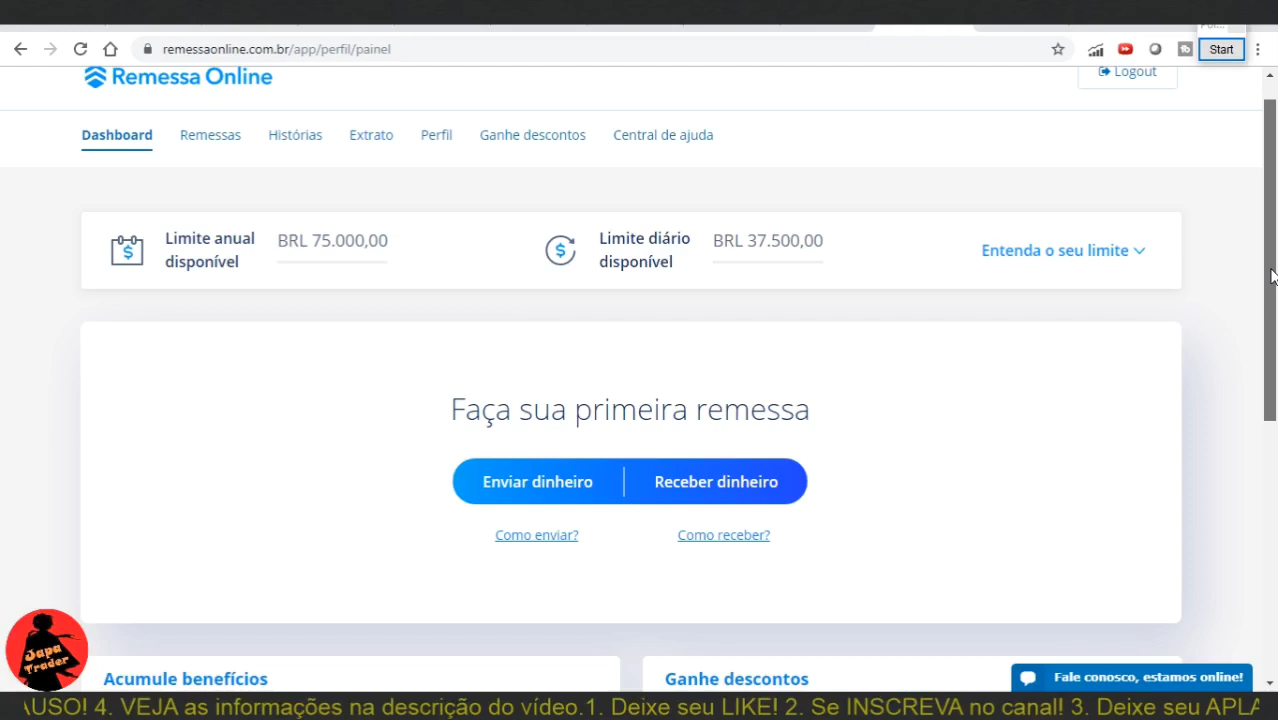 remessaonline.com.br/app/perfil/painel
Start
Remessa Online
Logout
Dashboard Remessas Histórias Extrato Perfil Ganhe descontos Central de ajuda
Limite anual disponível BRL 75.000,00
Limite diário disponível BRL 37.500,00
Entenda o seu limite
Faça sua primeira remessa
Enviar dinheiro Receber dinheiro
Como enviar? Como receber?
Japa
Trader
Acumule benefícios Ganhe descontos
Fale conosco, estamos online!
AUSO! 4. VEJA as informações na descrição do vídeo.1. Deixe seu LIKE! 2. Se INSCREVA no canal! 3. Deixe seu APLA